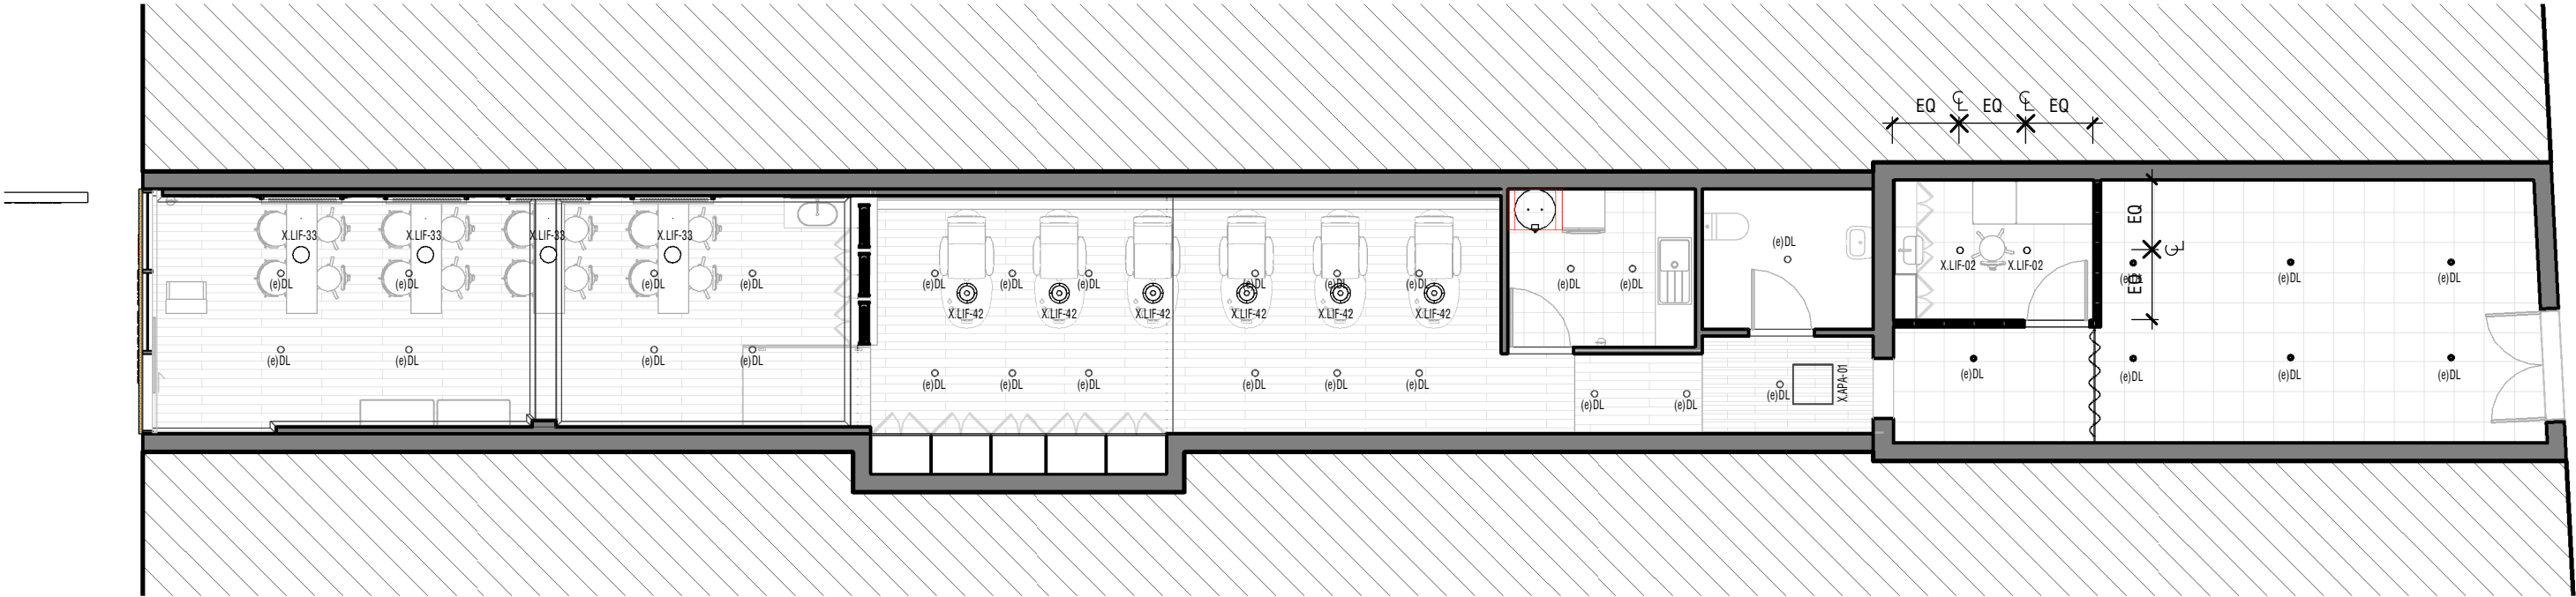 EQ EQ EQ
EQ
X.LIF-33 X.LIF-33 X.LIF-33 X.LIF-33
(e)DL
X.LIF-02 X.LIF-02
(e)DL (e)DL (e)DL
EQ
(e)DL (e)DL (e)DL (e)DL (e)DL (e)DL (e)DL (e)DL (e)DL (e)DL (e)DL (e)DL
X.LIF-42 X.LIF-42 X.LIF-42 X.LIF-42 X.LIF-42 X.LIF-42
(e)DL (e)DL (e)DL (e)DL
(e)DL (e)DL (e)DL (e)DL
(e)DL (e)DL (e)DL (e)DL (e)DL (e)DL
(e)DL (e)DL (e)DL
X.APA-01